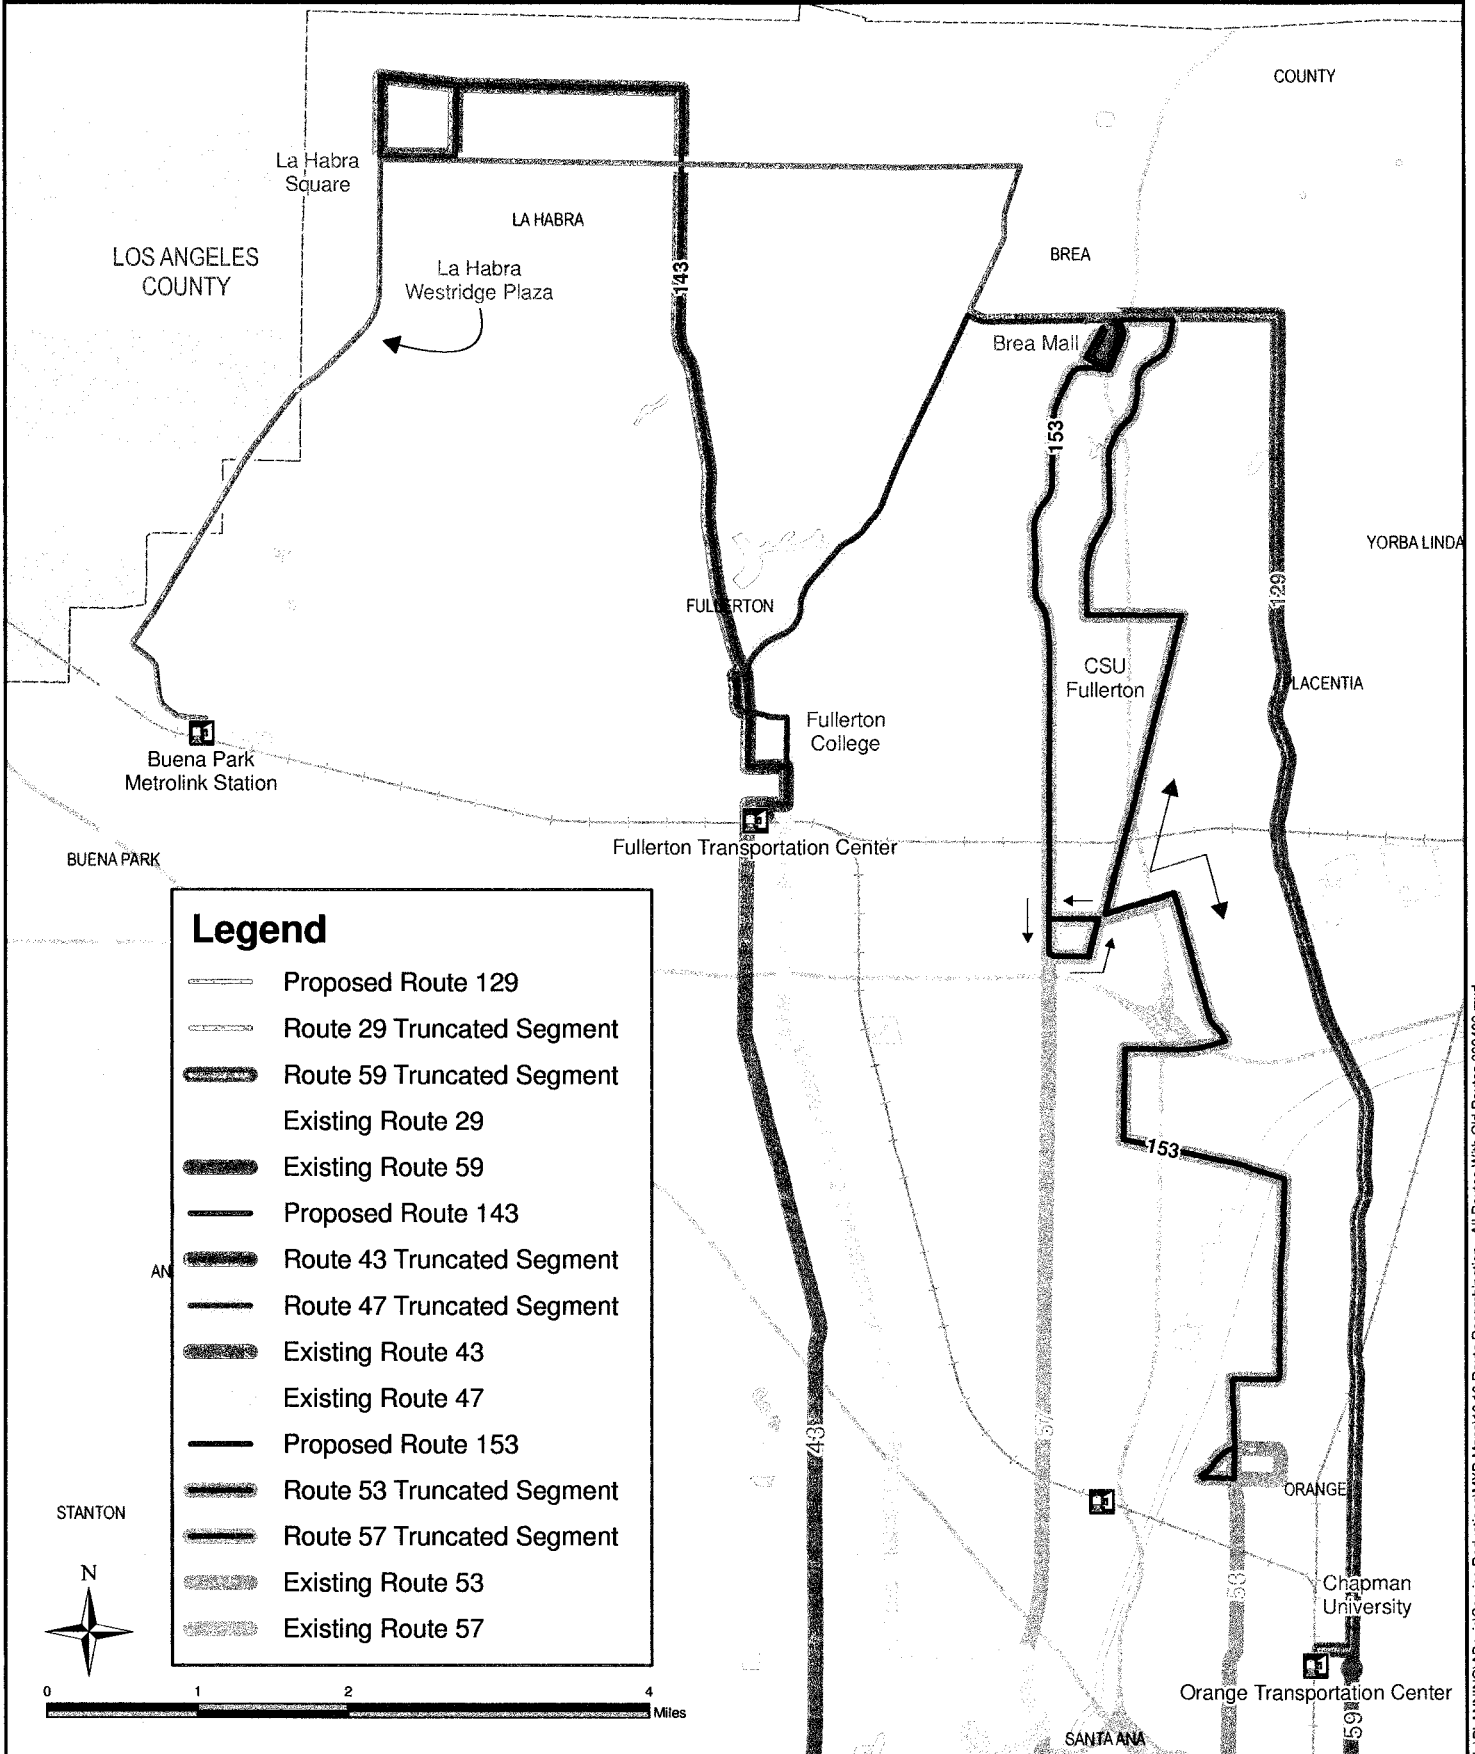 COUNTY
La Habra
Square
LA HABRA
LOS ANGELES
COUNTY
La Habra
Westridge Plaza
143
BREA
Brea Mall
153
YORBA LINDA
129
FULLERTON
CSU
Fullerton
LACENTIA
Fullerton
College
Buena Park
Metrolink Station
Fullerton Transportation Center
BUENA PARK
Legend
Proposed Route 129
Route 29 Truncated Segment
Route 59 Truncated Segment
Existing Route 29
Existing Route 59
Proposed Route 143
Route 43 Truncated Segment
Route 47 Truncated Segment
Existing Route 43
Existing Route 47
Proposed Route 153
Route 53 Truncated Segment
Route 57 Truncated Segment
Existing Route 53
Existing Route 57
153
AN
43
57
ORANGE
STANTON
N
53
Chapman
University
Orange Transportation Center
59
SANTA ANA
0 1 2 4
Miles